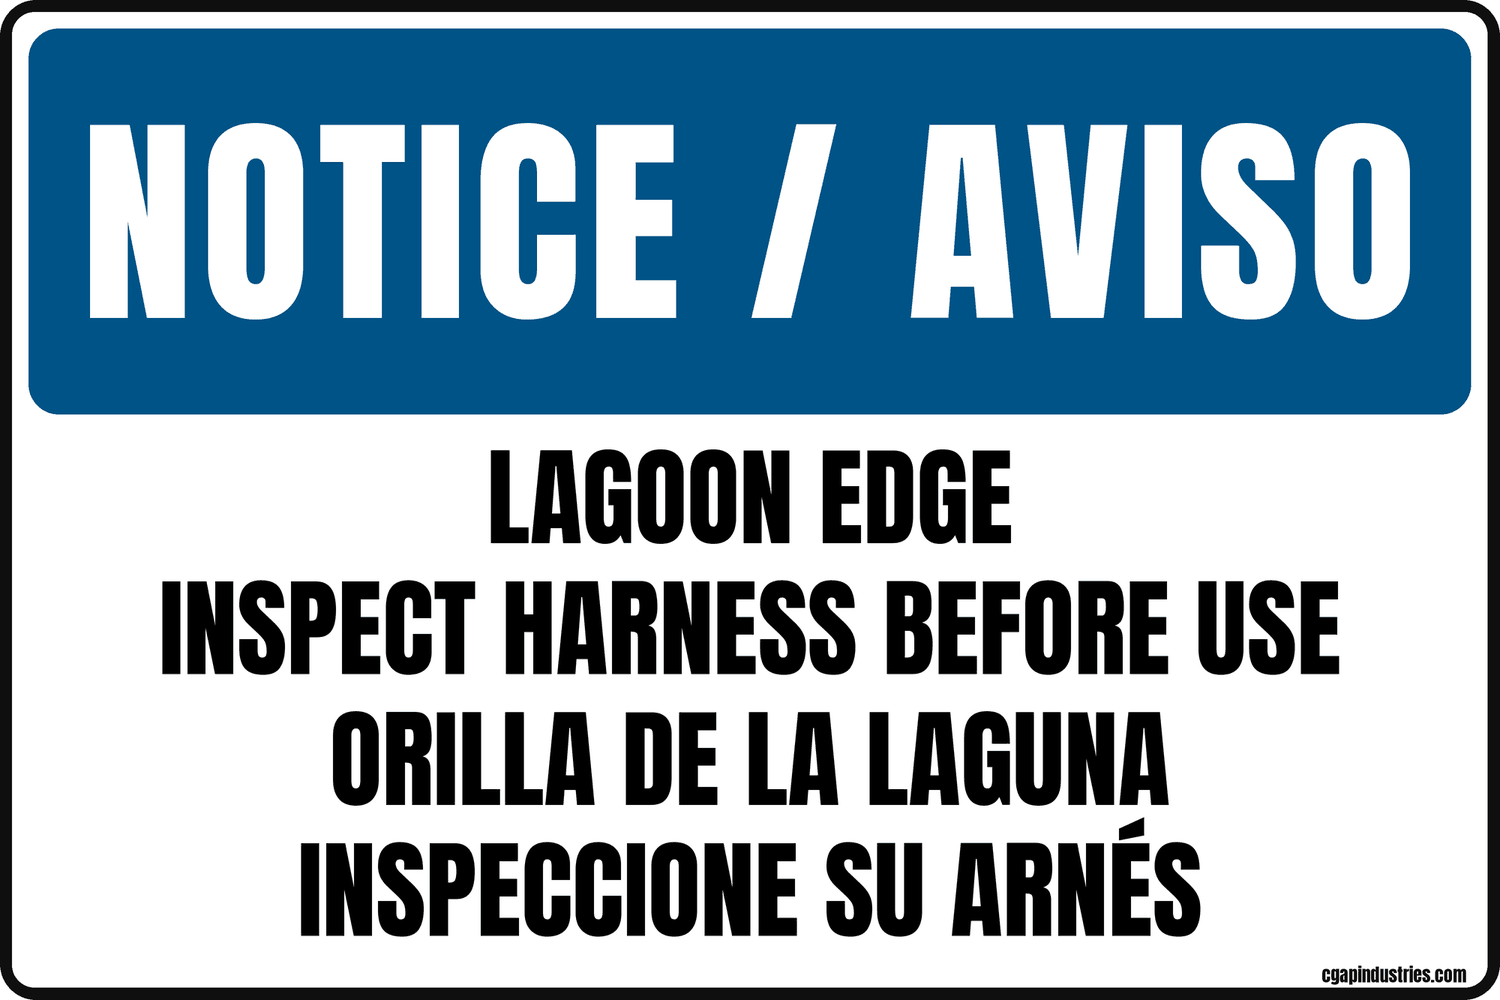 NOTICE / AVISO
LAGOON EDGE
INSPECT HARNESS BEFORE USE
ORILLA DE LA LAGUNA
INSPECCIONE SU ARNÉS
cgapindustries.com